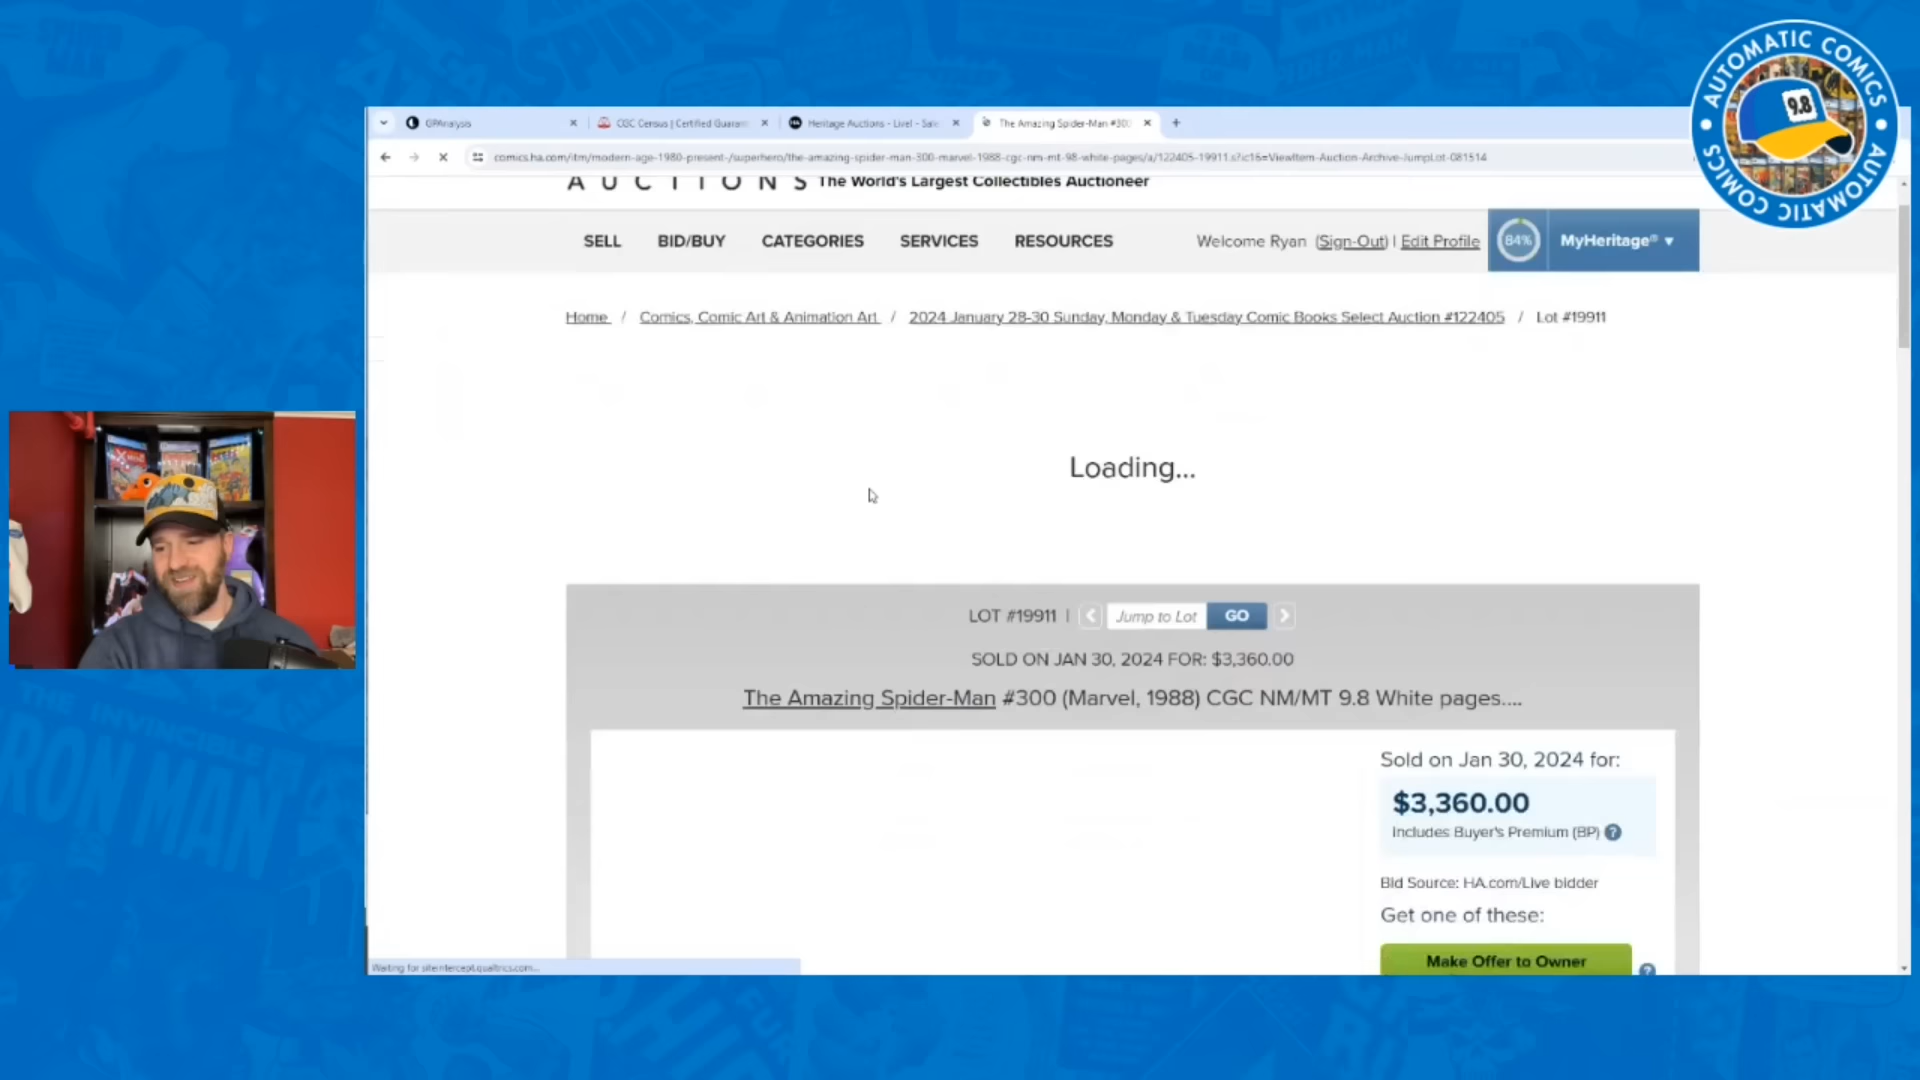 AUTOMATIC COMICS
AUTOMATIC COMICS
9.8
GPAnalysis
CGC Census | Certified Guaran
Heritage Auctions - Live! - Sale
The Amazing Spider-Man #300
comics.ha.com/itm/modern-age-1980-present-/superhero/the-amazing-spider-man-300-marvel-1988-cgc-nm-mt-98-white-pages/a/122405-19911.s?ic16=ViewItem-Auction-Archive-JumpLot-081514
AUCTIONS The World's Largest Collectibles Auctioneer
SELL BID/BUY CATEGORIES SERVICES RESOURCES Welcome Ryan (Sign-Out) | Edit Profile 84% MyHeritage® ▼
Home / Comics, Comic Art & Animation Art / 2024 January 28-30 Sunday, Monday & Tuesday Comic Books Select Auction #122405 / Lot #19911
Loading...
LOT #19911 | Jump to Lot GO
SOLD ON JAN 30, 2024 FOR: $3,360.00
The Amazing Spider-Man #300 (Marvel, 1988) CGC NM/MT 9.8 White pages....
Sold on Jan 30, 2024 for:
$3,360.00
Includes Buyer's Premium (BP) ?
Bid Source: HA.com/Live bidder
Get one of these:
Make Offer to Owner ?
Waiting for siteintercept.qualtrics.com...
THE INVINCIBLE
IRON MAN